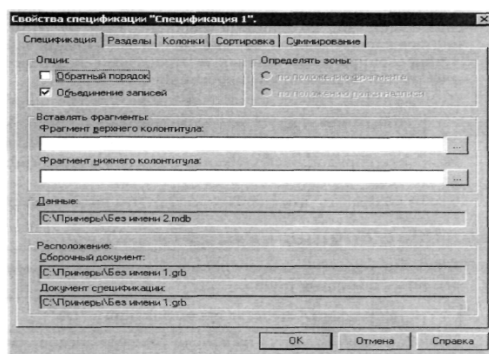 Свойства спецификации "Спецификация 1".
Спецификация Разделы Колонки Сортировка Суммирование
Опции:
Обратный порядок
Объединение записей
Определять зоны:
Вставлять фрагменты:
Фрагмент верхнего колонтитула:
...
Фрагмент нижнего колонтитула:
...
Данные:
C:\Примеры\Без имени 2.mdb
Расположение:
Сборочный документ:
C:\Примеры\Без имени 1.grb
Документ спецификации:
C:\Примеры\Без имени 1.grb
OK Отмена Справка